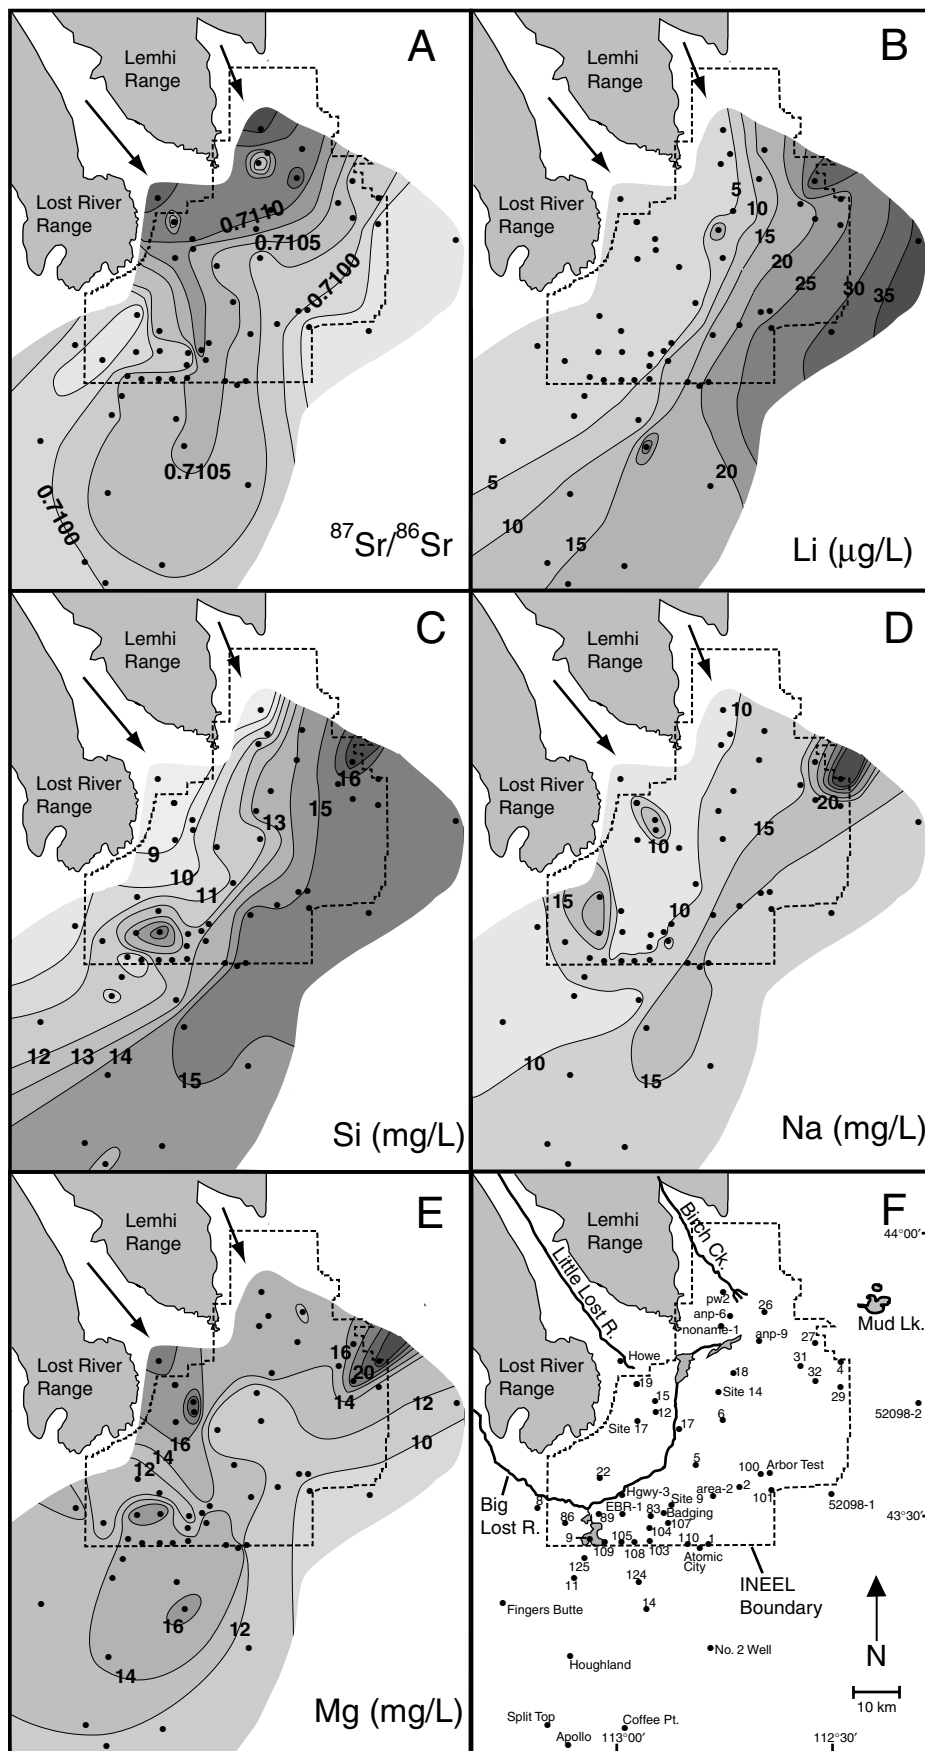 A
Lemhi
Range
Lost River
Range
0.7110
0.7105
0.7100
0.7105
0.7100
87Sr/86Sr
B
Lemhi
Range
Lost River
Range
5
10
15
20
25
30
35
20
5
10
15
Li (µg/L)
C
Lemhi
Range
Lost River
Range
16
15
13
9
10
11
12
13
14
15
Si (mg/L)
D
Lemhi
Range
Lost River
Range
10
20
15
10
15
10
10
15
Na (mg/L)
E
Lemhi
Range
Lost River
Range
16
20
14
12
10
16
14
12
16
12
14
Mg (mg/L)
F
Lemhi
Range
Lost River
Range
Birch Ck.
Little Lost R.
44°00′
Mud Lk.
pw2
26
anp-6
noname-1
anp-9
27
Howe
31
4
18
32
19
Site 14
29
15
12
6
52098-2
Site 17
17
5
100
Arbor Test
22
2
area-2
101
Hgwy-3
Site 9
52098-1
8
EBR-1
83
Badging
Big
Lost R.
86
89
107
43°30′
104
9
105
110
1
109
108
103
Atomic
City
125
11
124
INEEL
Boundary
Fingers Butte
14
No. 2 Well
Houghland
N
10 km
Split Top
Coffee Pt.
Apollo
113°00′
112°30′